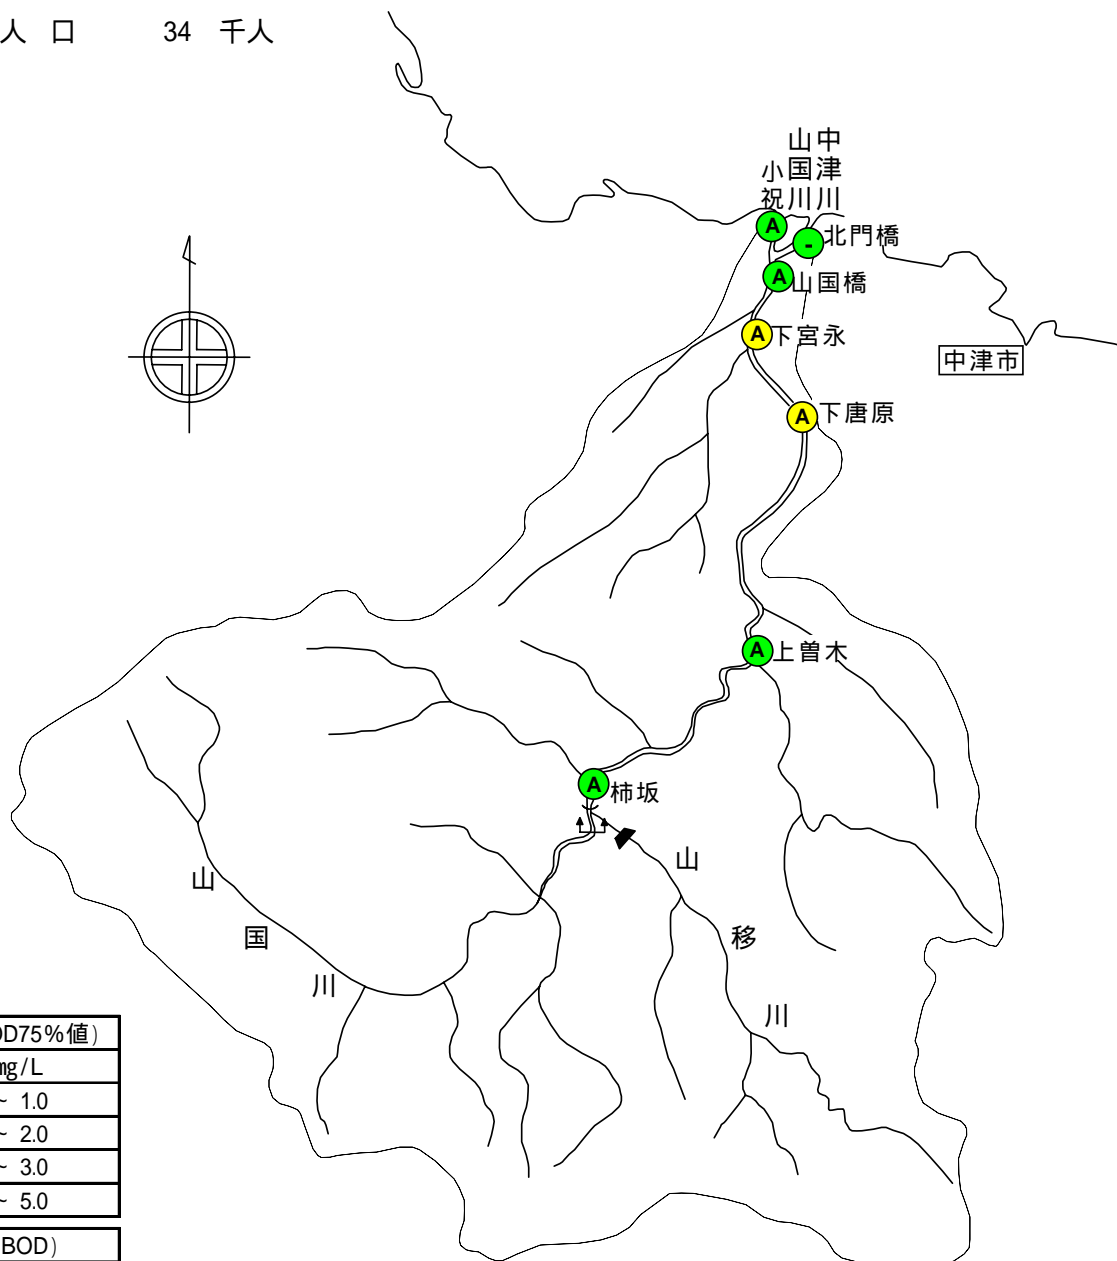 人 口 34 千人
小祝
山国川
中津川
A
-
北門橋
A
山国橋
A
下宮永
中津市
A
下唐原
A
上曽木
A
柿坂
山国川
山移川
OD75%値)
mg/L
~ 1.0
~ 2.0
~ 3.0
~ 5.0
BOD)